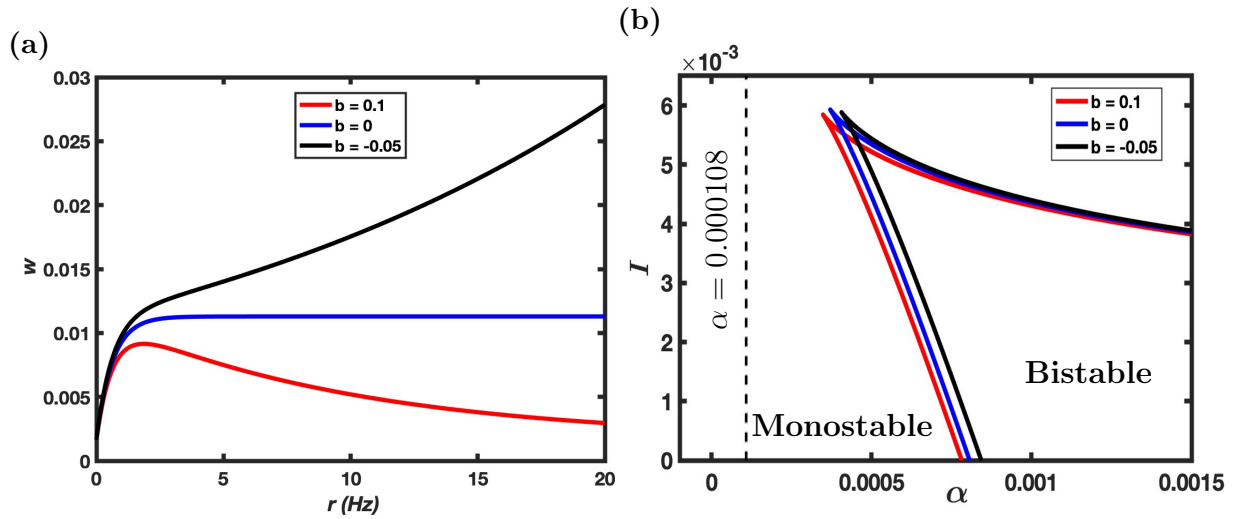 (a)
0.03
0.025
0.02
0.015
0.01
0.005
0
w
b = 0.1
b = 0
b = -0.05
0 5 10 15 20
r (Hz)
(b)
×10⁻³
6
5
4
3
2
1
0
I
α = 0.000108
b = 0.1
b = 0
b = -0.05
Bistable
Monostable
0 0.0005 0.001 0.0015
α